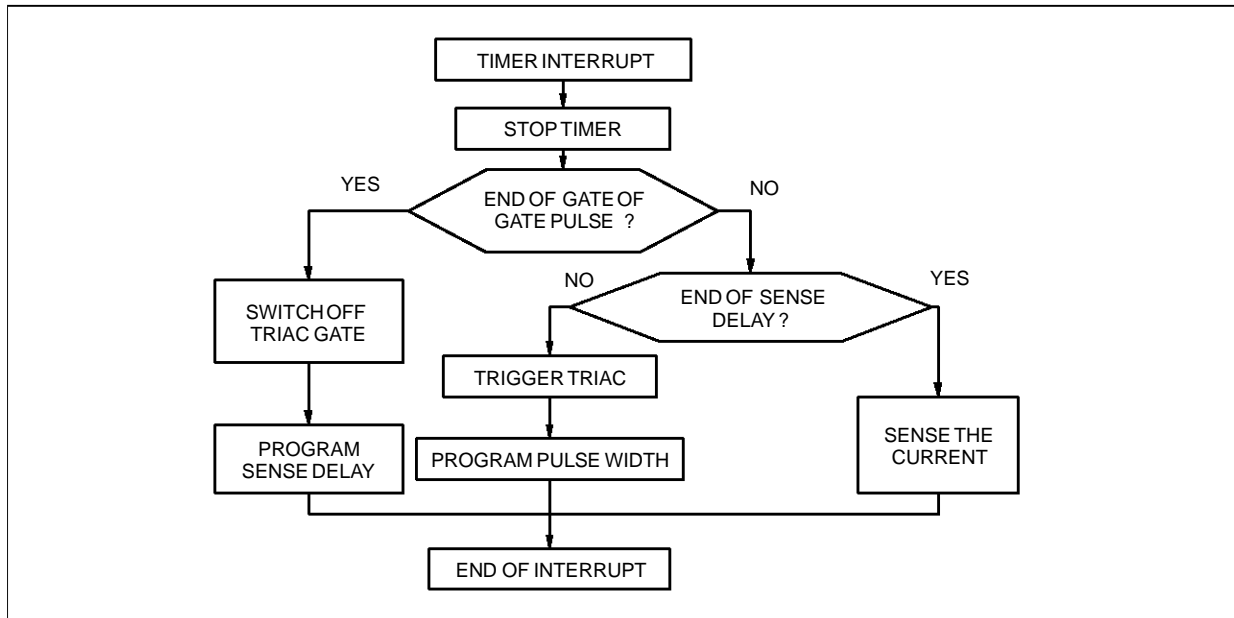 TIMER INTERRUPT
STOP TIMER
YES
NO
END OF GATE OF
GATE PULSE ?
NO
YES
END OF SENSE
DELAY ?
SWITCH OFF
TRIAC GATE
TRIGGER TRIAC
PROGRAM
SENSE DELAY
PROGRAM PULSE WIDTH
SENSE THE
CURRENT
END OF INTERRUPT